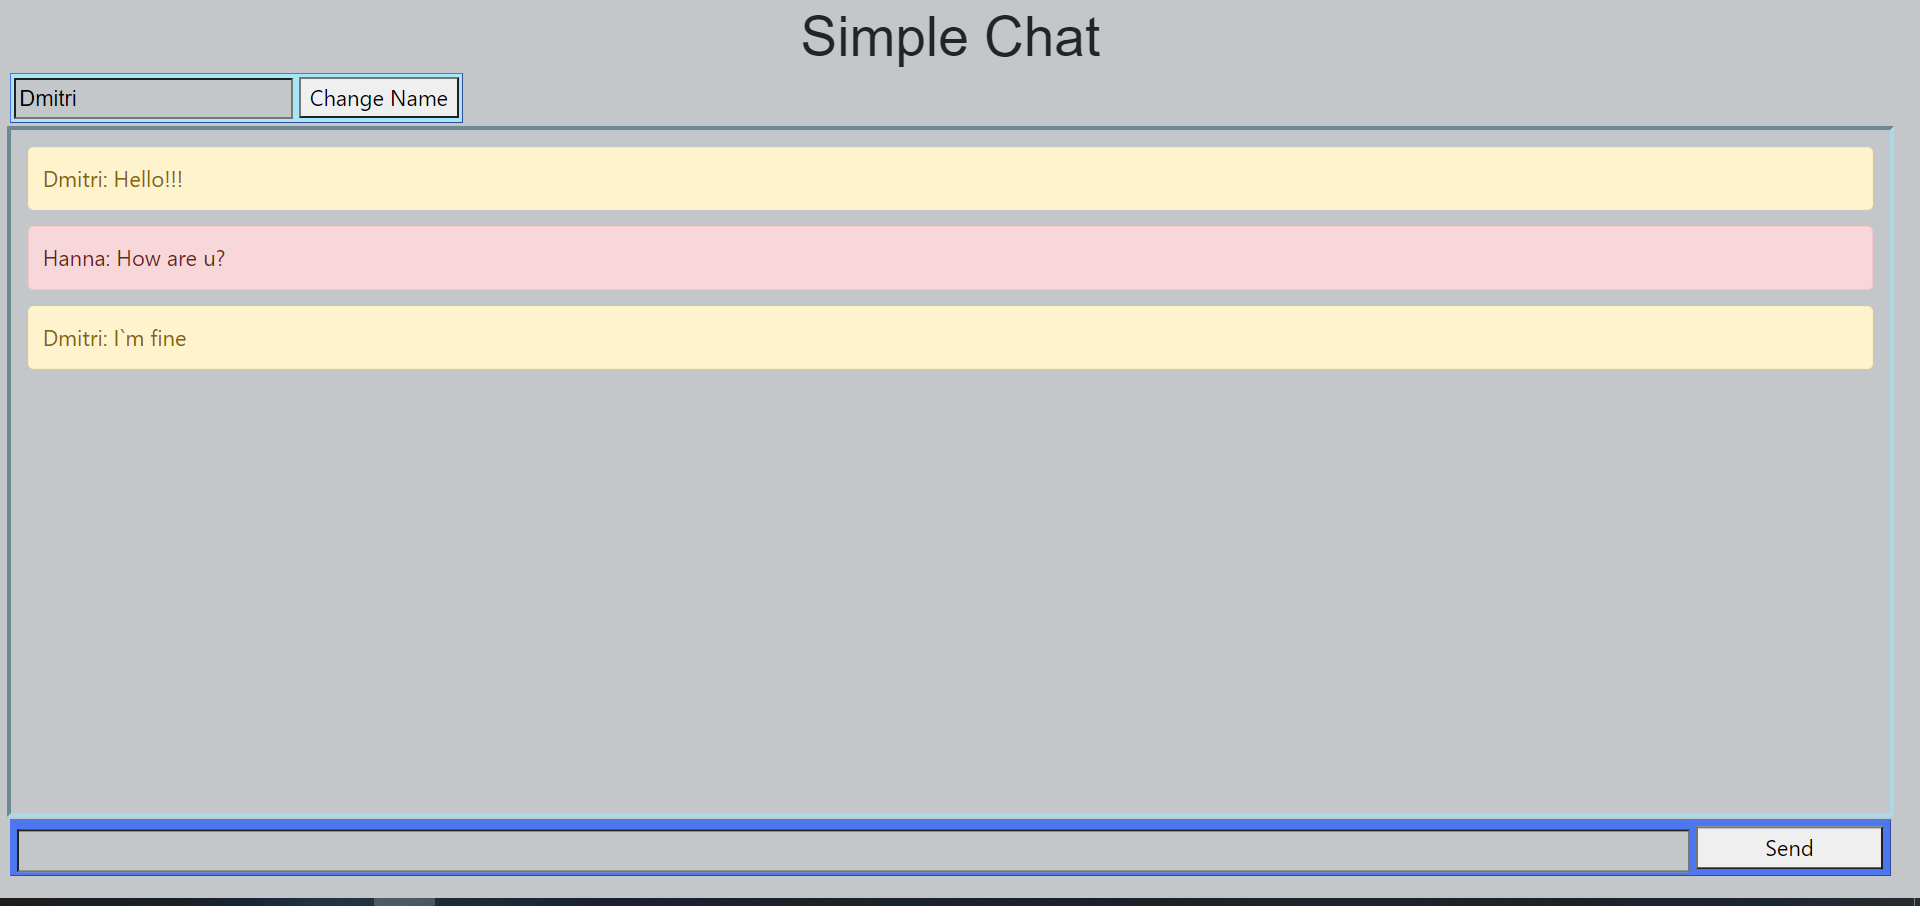 Simple Chat
Dmitri
Change Name
Dmitri: Hello!!!
Hanna: How are u?
Dmitri: I`m fine
Send